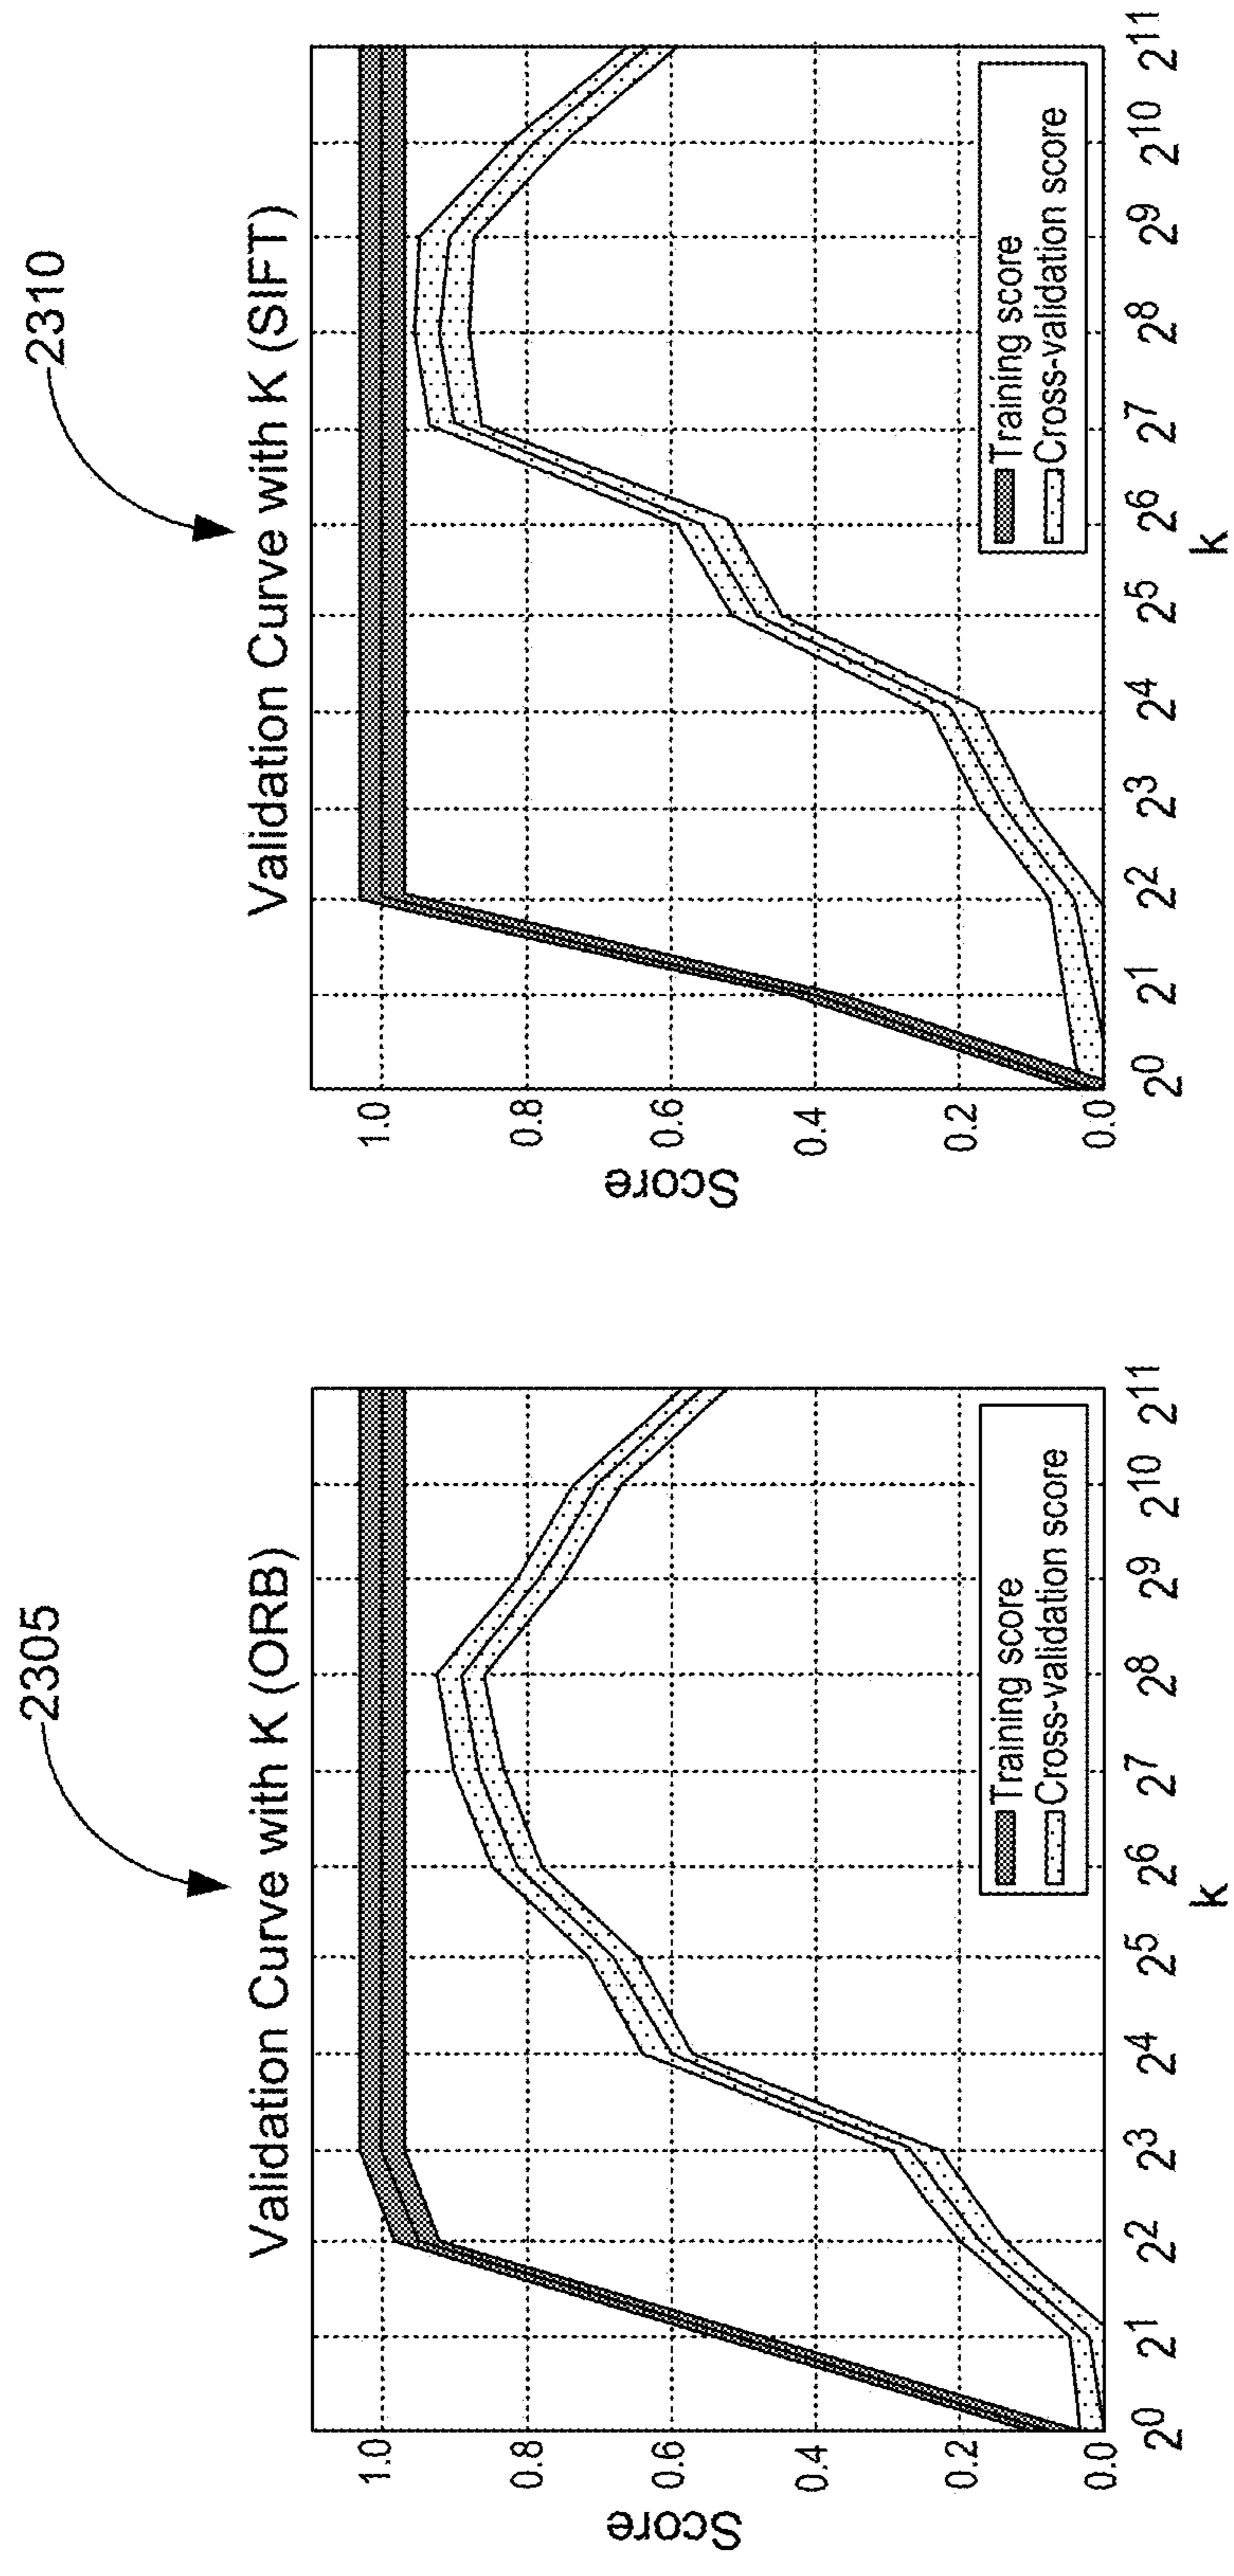 2305
Validation Curve with K (ORB)
Score
1.0
0.8
0.6
0.4
0.2
0.0
2⁰ 2¹ 2² 2³ 2⁴ 2⁵ 2⁶ 2⁷ 2⁸ 2⁹ 2¹⁰ 2¹¹
k
Training score
Cross-validation score
2310
Validation Curve with K (SIFT)
Score
1.0
0.8
0.6
0.4
0.2
0.0
2⁰ 2¹ 2² 2³ 2⁴ 2⁵ 2⁶ 2⁷ 2⁸ 2⁹ 2¹⁰ 2¹¹
k
Training score
Cross-validation score